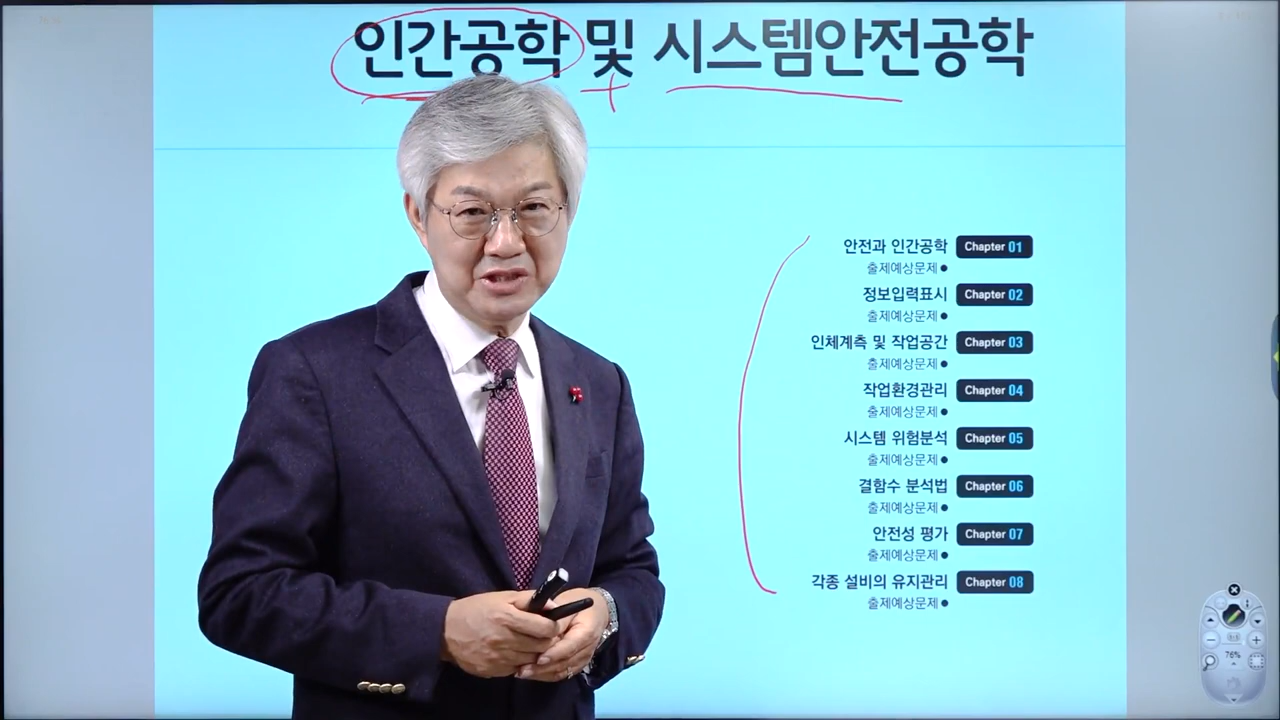 인간공학 및 시스템안전공학
안전과 인간공학 Chapter 01
출제예상문제
정보입력표시 Chapter 02
출제예상문제
인체계측 및 작업공간 Chapter 03
출제예상문제
작업환경관리 Chapter 04
출제예상문제
시스템 위험분석 Chapter 05
출제예상문제
결함수 분석법 Chapter 06
출제예상문제
안전성 평가 Chapter 07
출제예상문제
각종 설비의 유지관리 Chapter 08
출제예상문제
76%